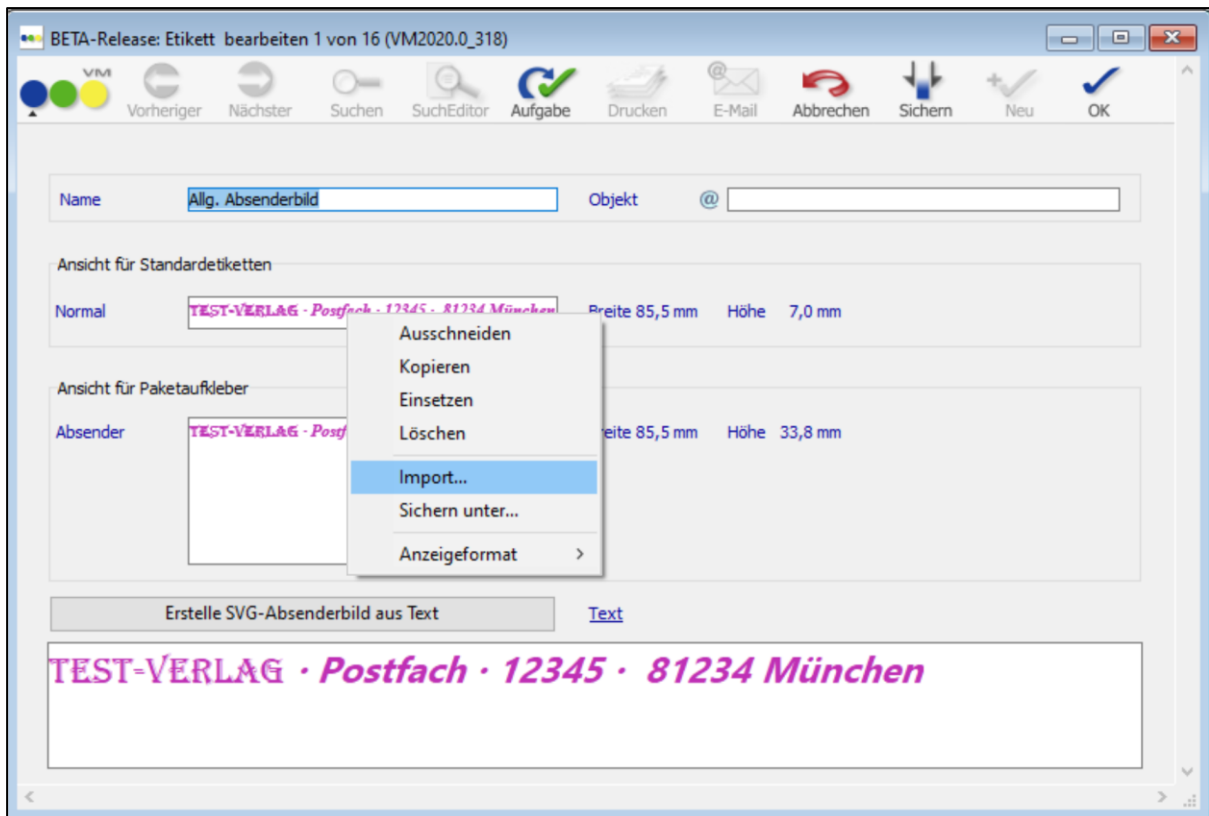 BETA-Release: Etikett bearbeiten 1 von 16 (VM2020.0_318)
VM Vorheriger Nächster Suchen SuchEditor Aufgabe Drucken E-Mail Abbrechen Sichern Neu OK
Name Allg. Absenderbild Objekt @
Ansicht für Standardetiketten
Normal TEST-VERLAG · Postfach · 12345 · 81234 München Breite 85,5 mm Höhe 7,0 mm
Ausschneiden
Kopieren
Ansicht für Paketaufkleber
Einsetzen
Absender TEST-VERLAG · Postf reite 85,5 mm Höhe 33,8 mm
Löschen
Import...
Sichern unter...
Anzeigeformat >
Erstelle SVG-Absenderbild aus Text Text
TEST-VERLAG · Postfach · 12345 · 81234 München